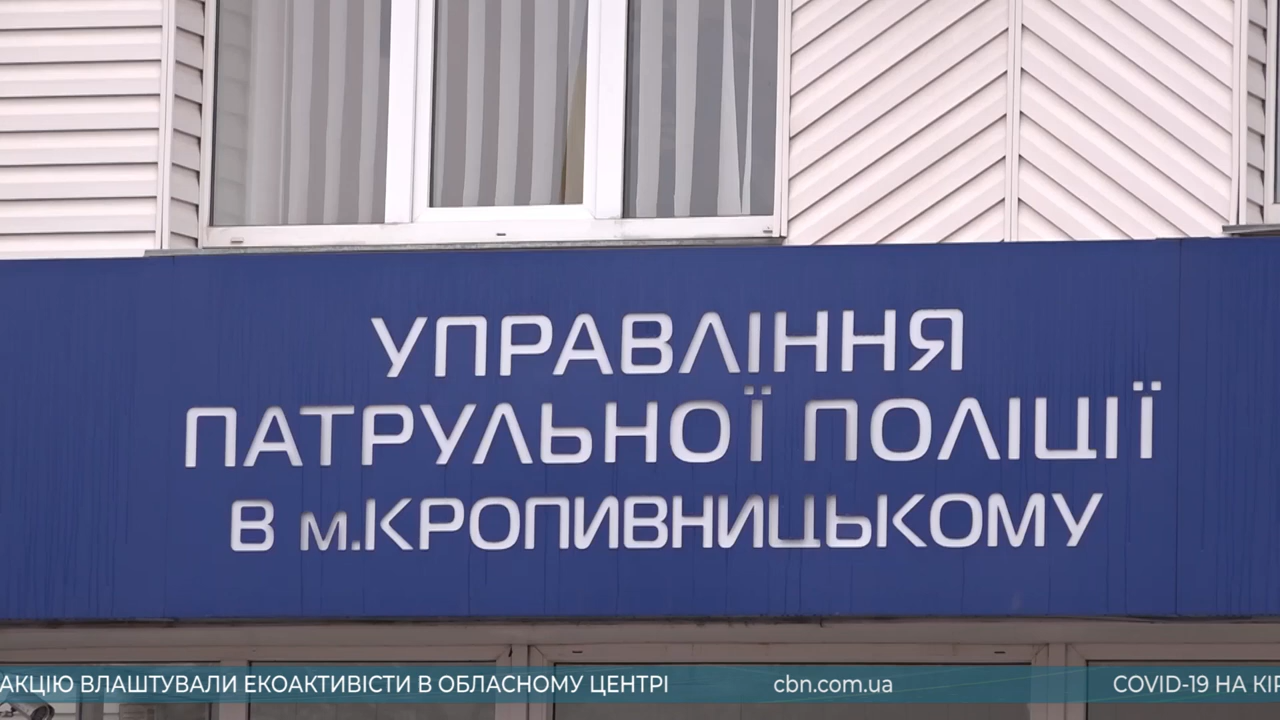 УПРАВЛІННЯ
ПАТРУЛЬНОЇ ПОЛІЦІЇ
В м.КРОПИВНИЦЬКОМУ
АКЦІЮ ВЛАШТУВАЛИ ЕКОАКТИВІСТИ В ОБЛАСНОМУ ЦЕНТРІ cbn.com.ua COVID-19 НА